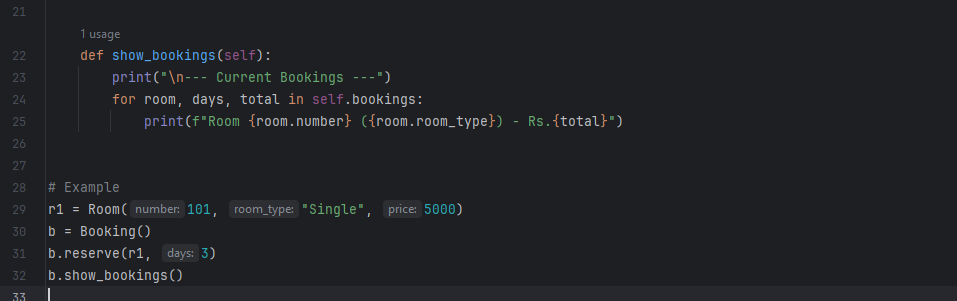 21
1 usage
22 def show_bookings(self):
23 print("\n--- Current Bookings ---")
24 for room, days, total in self.bookings:
25 print(f"Room {room.number} ({room.room_type}) - Rs.{total}")
26
27
28 # Example
29 r1 = Room( number: 101, room_type: "Single", price: 5000)
30 b = Booking()
31 b.reserve(r1, days: 3)
32 b.show_bookings()
33